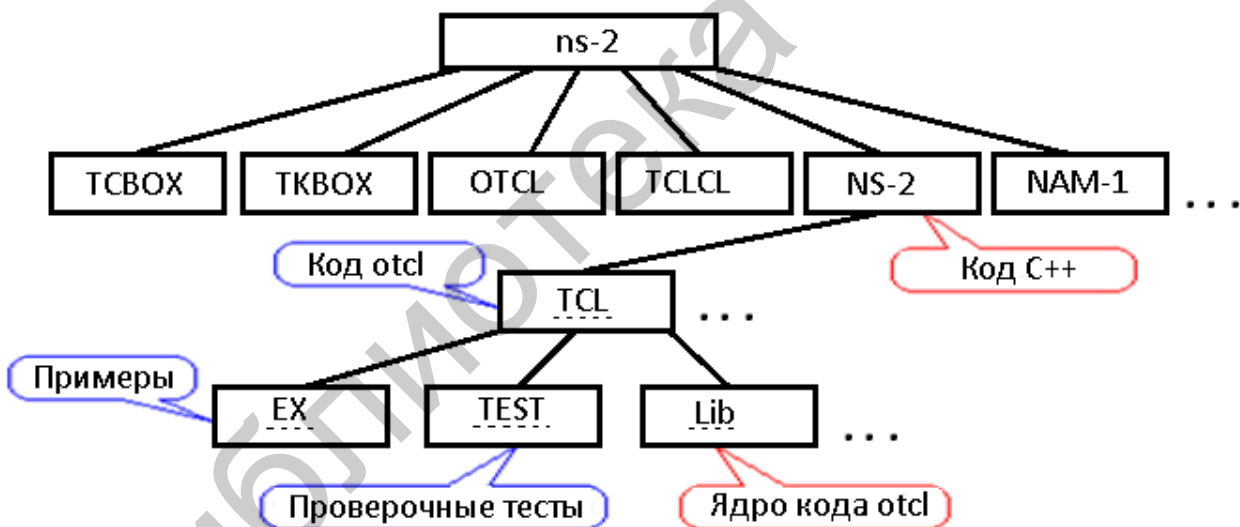 ns-2
TCBOX
TKBOX
OTCL
TCLCL
NS-2
NAM-1
...
Код otcl
Код C++
TCL
...
Примеры
EX
TEST
Lib
...
Проверочные тесты
Ядро кода otcl
блиотека